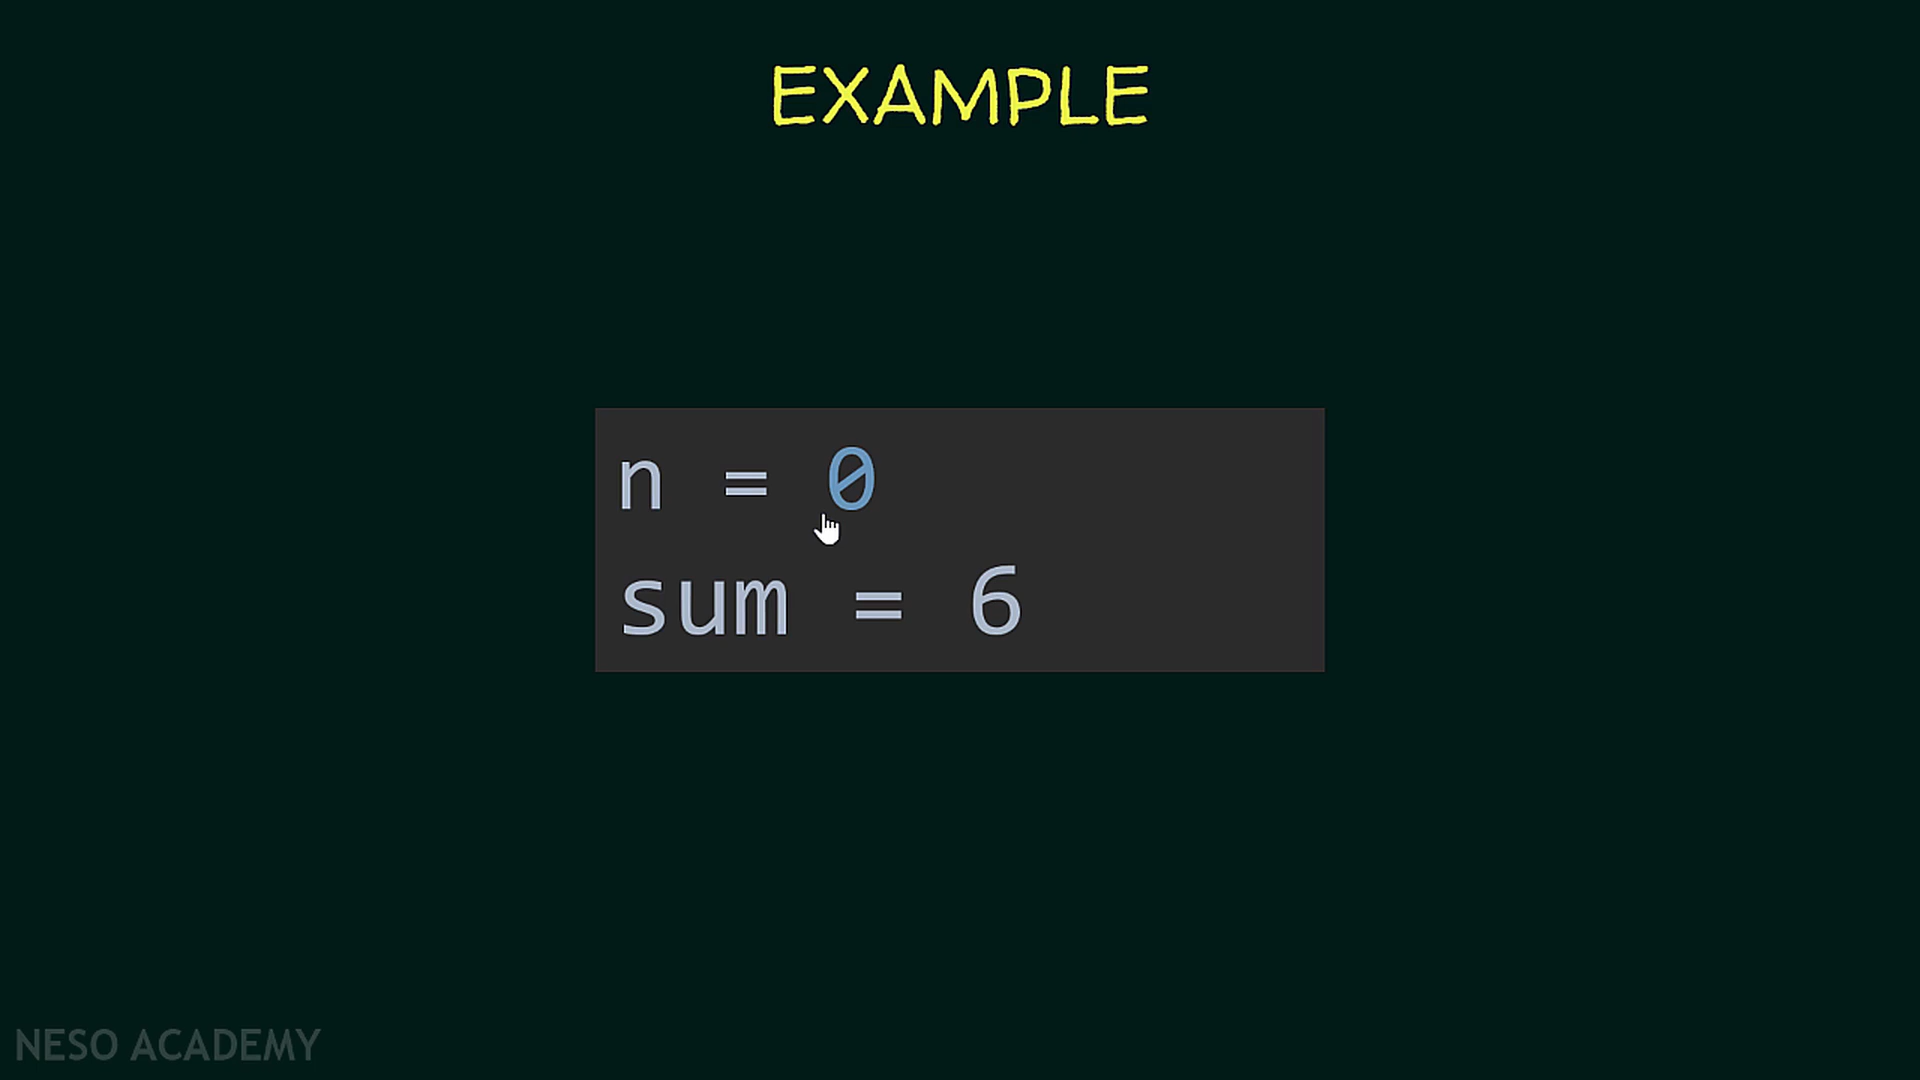 EXAMPLE
n = 0
sum = 6
NESO ACADEMY